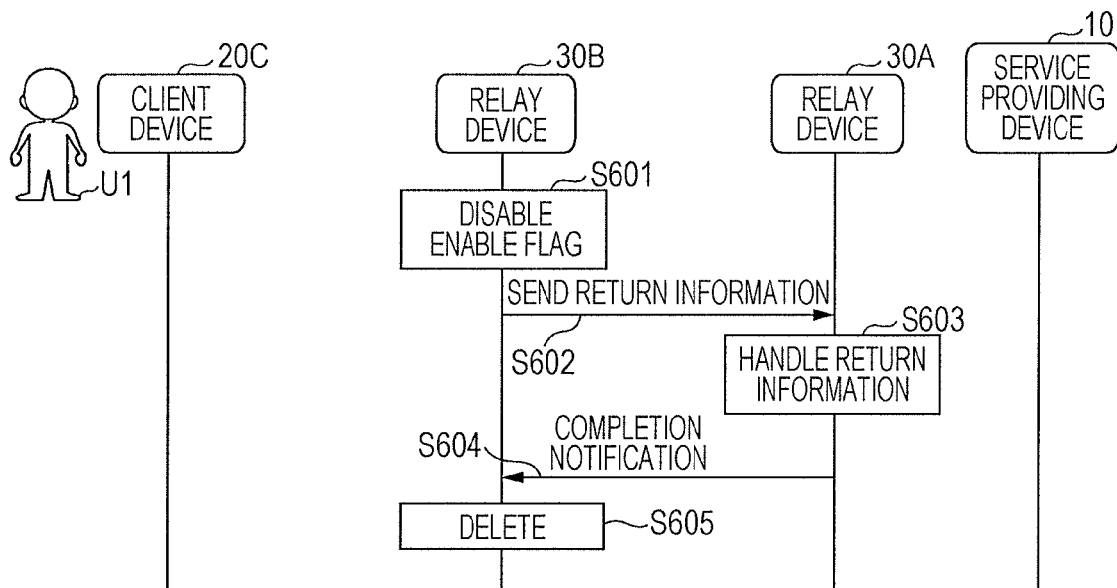 20C
30B
30A
10
CLIENT
DEVICE
RELAY
DEVICE
RELAY
DEVICE
SERVICE
PROVIDING
DEVICE
U1
S601
DISABLE
ENABLE FLAG
SEND RETURN INFORMATION
S602
S603
HANDLE RETURN
INFORMATION
COMPLETION
NOTIFICATION
S604
DELETE
S605